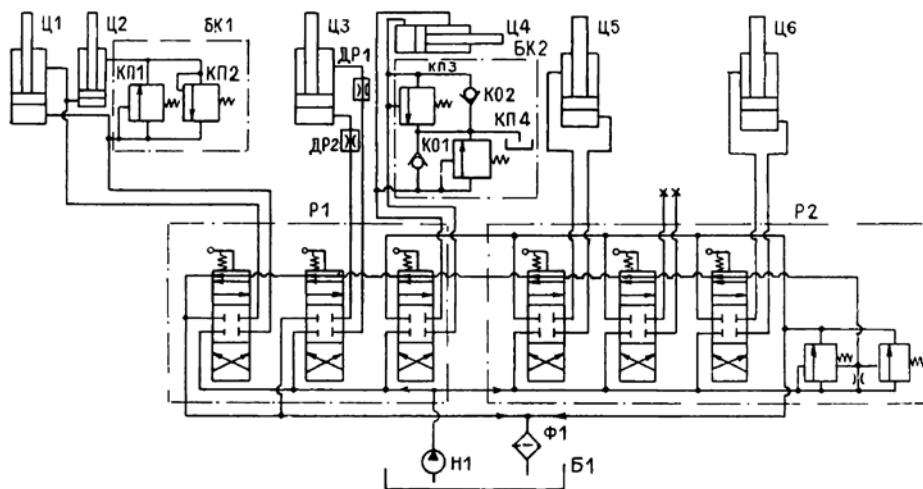 Ц1 Ц2 БК1 Ц3 Ц4 Ц5 Ц6
БК2
ДР1
КП1 КП2 КП3
КО2
КП4
ДР2 КО1
Р1 Р2
Ф1
Н1 Б1